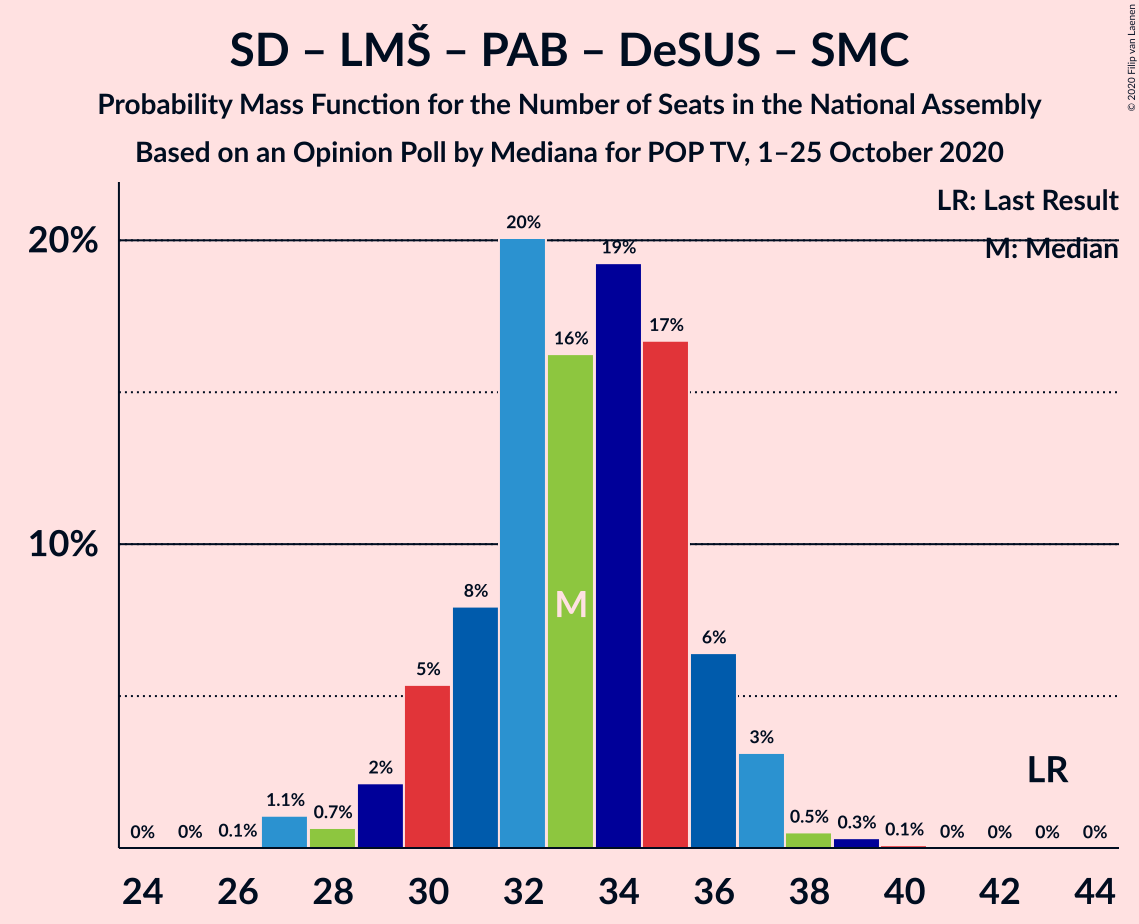 SD – LMŠ – PAB – DeSUS – SMC
Probability Mass Function for the Number of Seats in the National Assembly
Based on an Opinion Poll by Mediana for POP TV, 1–25 October 2020
© 2020 Filip van Laenen
LR: Last Result
M: Median
20%
10%
0%
0%
0.1%
1.1%
0.7%
2%
5%
8%
20%
16%
19%
17%
6%
3%
0.5%
0.3%
0.1%
0%
0%
0%
0%
M
LR
24 26 28 30 32 34 36 38 40 42 44